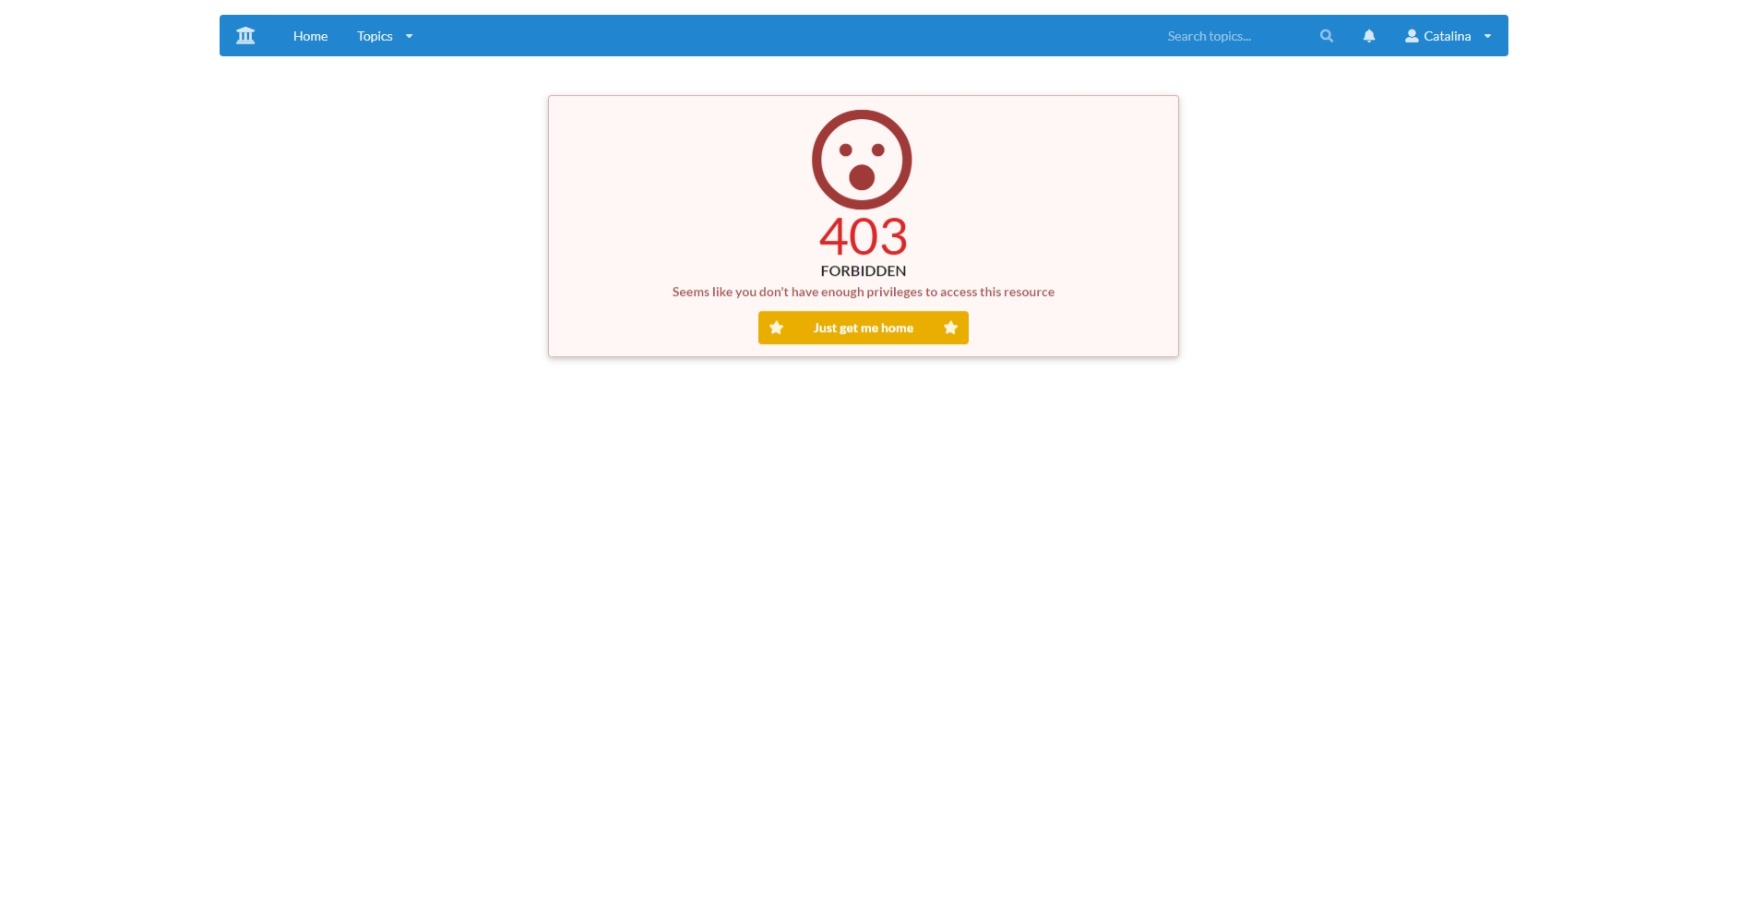 Home Topics Search topics... Catalina
403
FORBIDDEN
Seems like you don't have enough privileges to access this resource
Just get me home